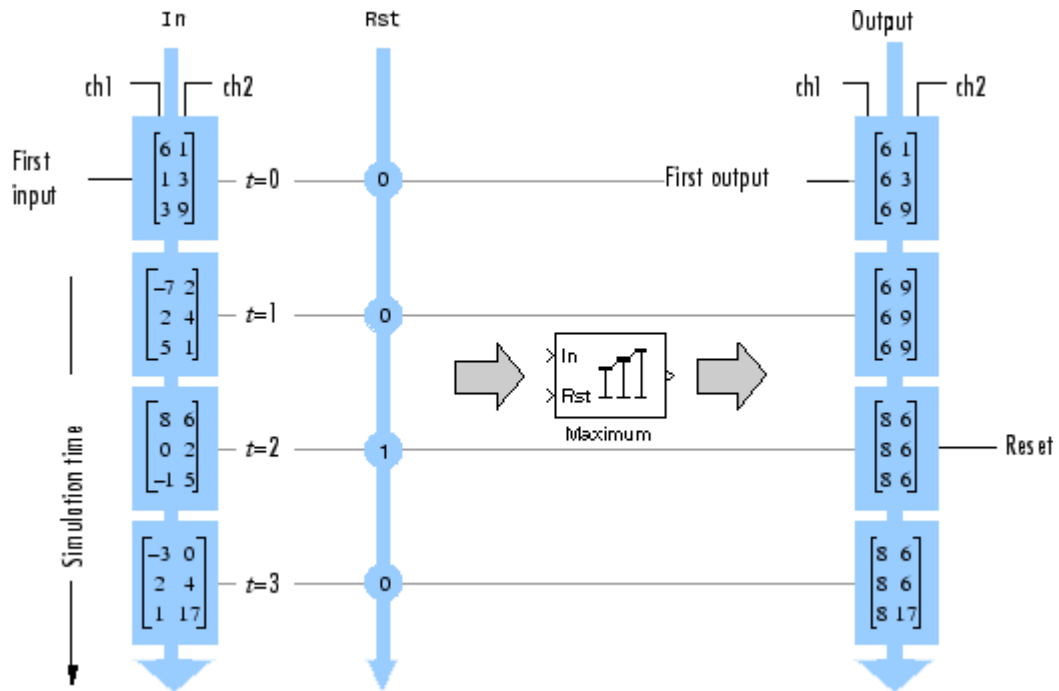 In Rst Output
ch1 ch2 ch1 ch2
First
input
6 1
1 3
3 9
t=0
0
First output
6 1
6 3
6 9
-7 2
2 4
5 1
t=1
0
6 9
6 9
6 9
In
Rst
Maximum
Simulation time
8 6
0 2
-1 5
t=2
1
8 6
8 6
8 6
Reset
-3 0
2 4
1 17
t=3
0
8 6
8 6
8 17